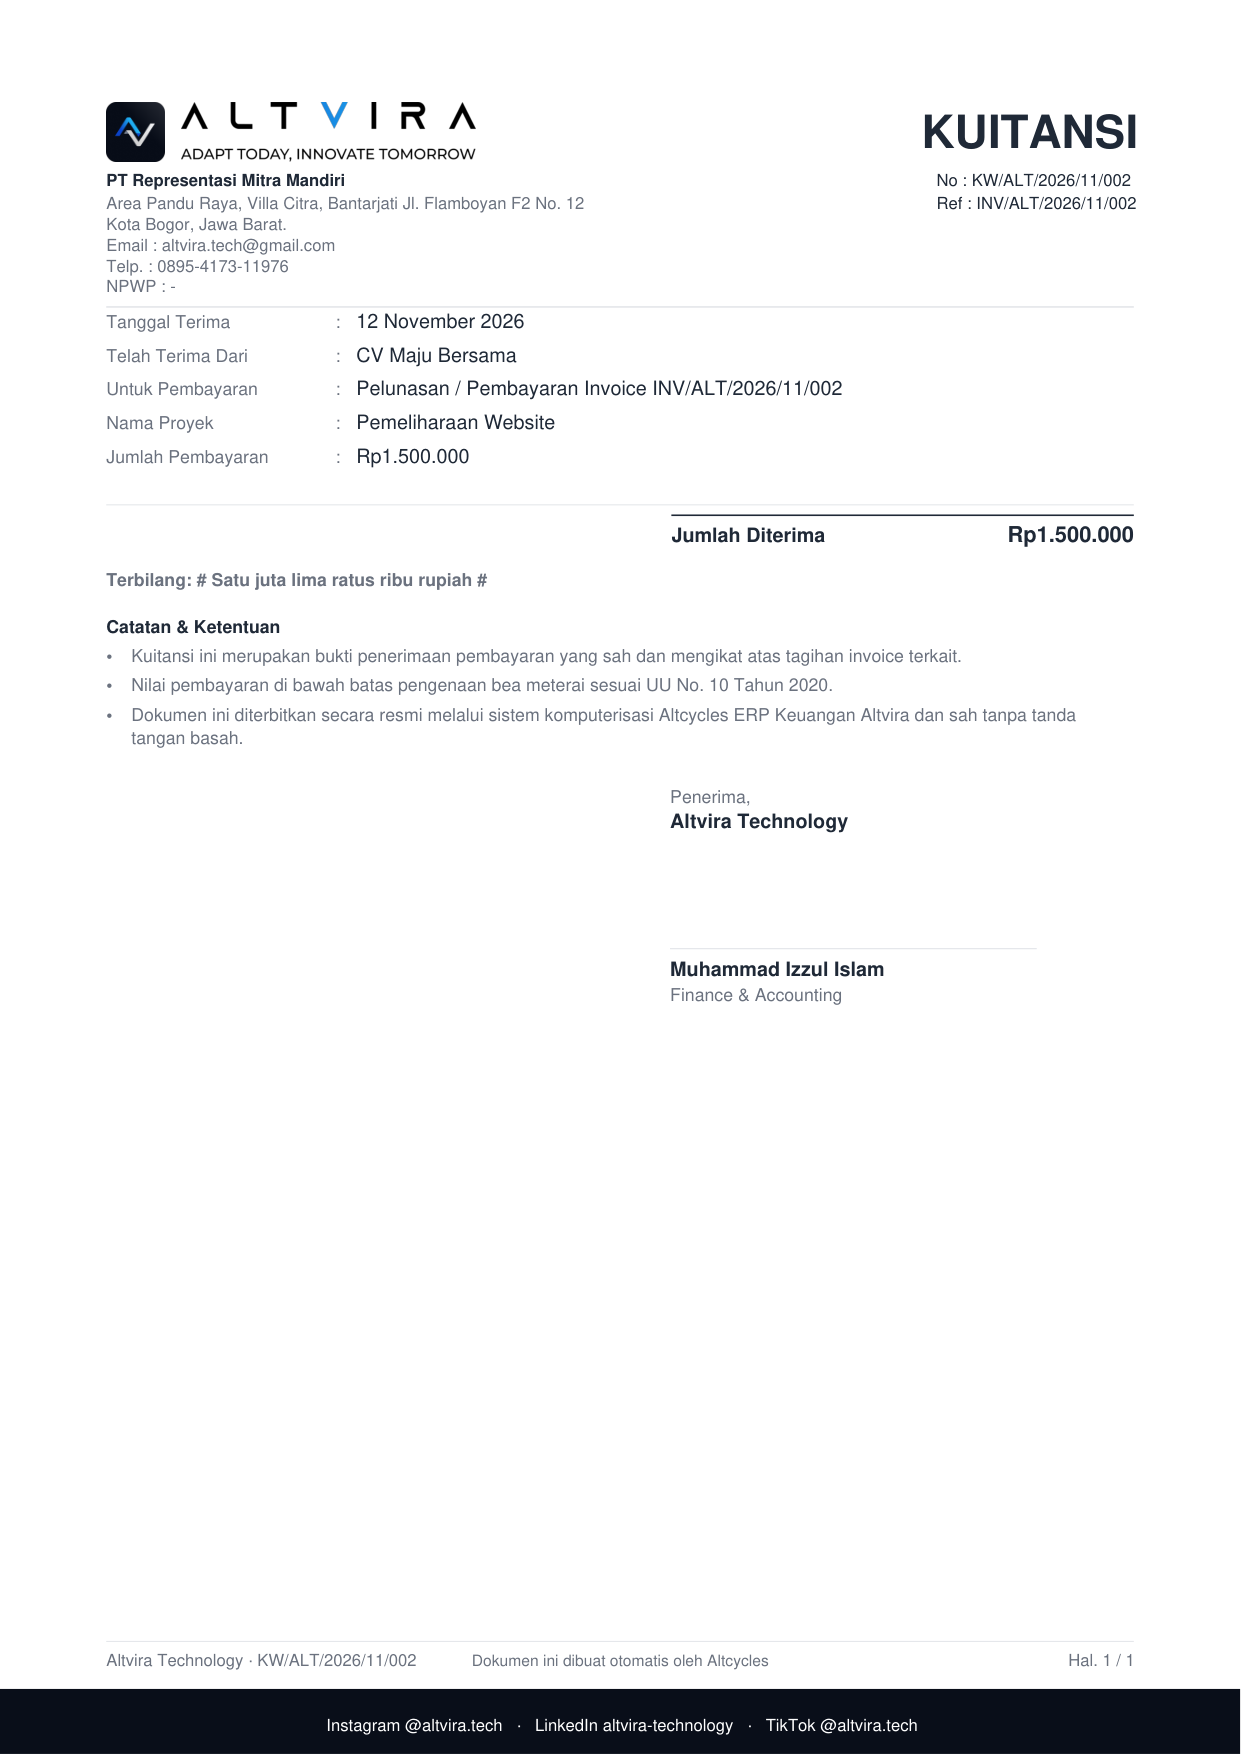 ALTVIRA
ADAPT TODAY, INNOVATE TOMORROW
KUITANSI
PT Representasi Mitra Mandiri
No : KW/ALT/2026/11/002
Area Pandu Raya, Villa Citra, Bantarjati Jl. Flamboyan F2 No. 12
Ref : INV/ALT/2026/11/002
Kota Bogor, Jawa Barat.
Email : altvira.tech@gmail.com
Telp. : 0895-4173-11976
NPWP : -
Tanggal Terima : 12 November 2026
Telah Terima Dari : CV Maju Bersama
Untuk Pembayaran : Pelunasan / Pembayaran Invoice INV/ALT/2026/11/002
Nama Proyek : Pemeliharaan Website
Jumlah Pembayaran : Rp1.500.000
Jumlah Diterima Rp1.500.000
Terbilang: # Satu juta lima ratus ribu rupiah #
Catatan & Ketentuan
• Kuitansi ini merupakan bukti penerimaan pembayaran yang sah dan mengikat atas tagihan invoice terkait.
• Nilai pembayaran di bawah batas pengenaan bea meterai sesuai UU No. 10 Tahun 2020.
• Dokumen ini diterbitkan secara resmi melalui sistem komputerisasi Altcycles ERP Keuangan Altvira dan sah tanpa tanda
tangan basah.
Penerima,
Altvira Technology
Muhammad Izzul Islam
Finance & Accounting
Altvira Technology · KW/ALT/2026/11/002 Dokumen ini dibuat otomatis oleh Altcycles Hal. 1 / 1
Instagram @altvira.tech · LinkedIn altvira-technology · TikTok @altvira.tech